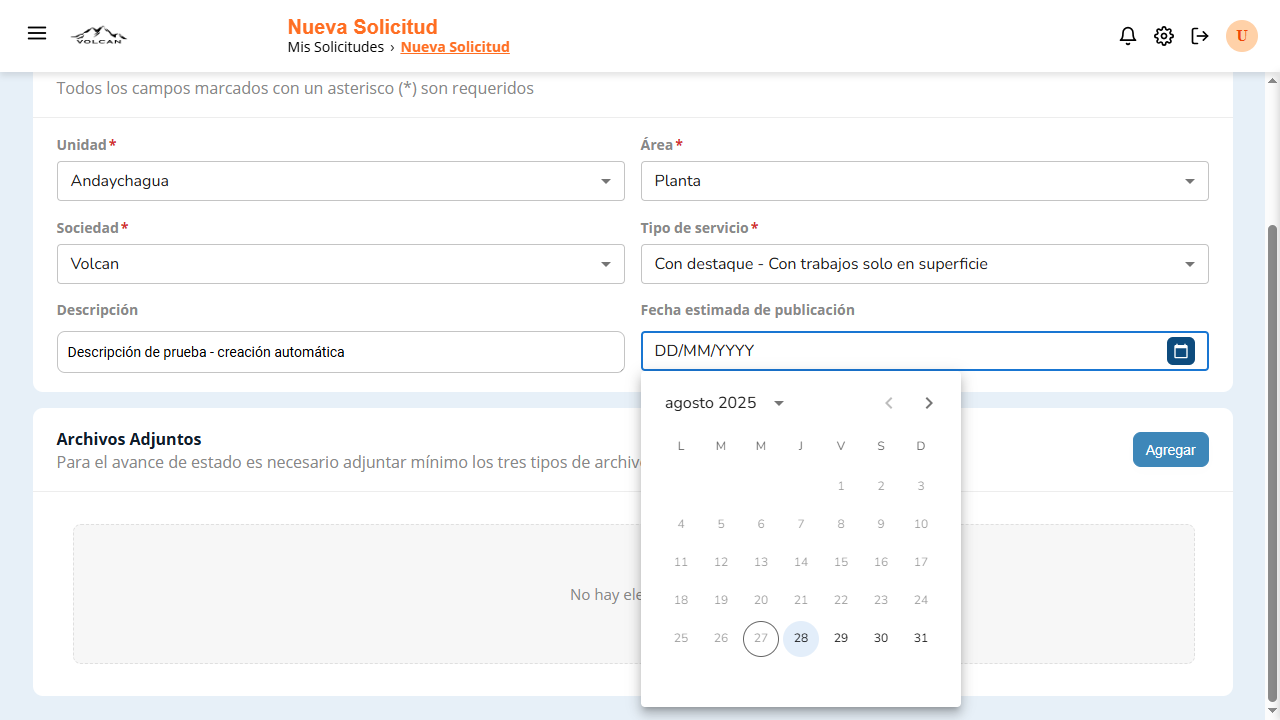 Nueva Solicitud
Mis Solicitudes › Nueva Solicitud
VOLCAN
U
Todos los campos marcados con un asterisco (*) son requeridos
Unidad*
Área*
Andaychagua
Planta
Sociedad*
Tipo de servicio*
Volcan
Con destaque - Con trabajos solo en superficie
Descripción
Fecha estimada de publicación
Descripción de prueba - creación automática
DD/MM/YYYY
agosto 2025
L M M J V S D
1 2 3
4 5 6 7 8 9 10
11 12 13 14 15 16 17
18 19 20 21 22 23 24
25 26 27 28 29 30 31
Archivos Adjuntos
Para el avance de estado es necesario adjuntar mínimo los tres tipos de archiv
Agregar
No hay ele